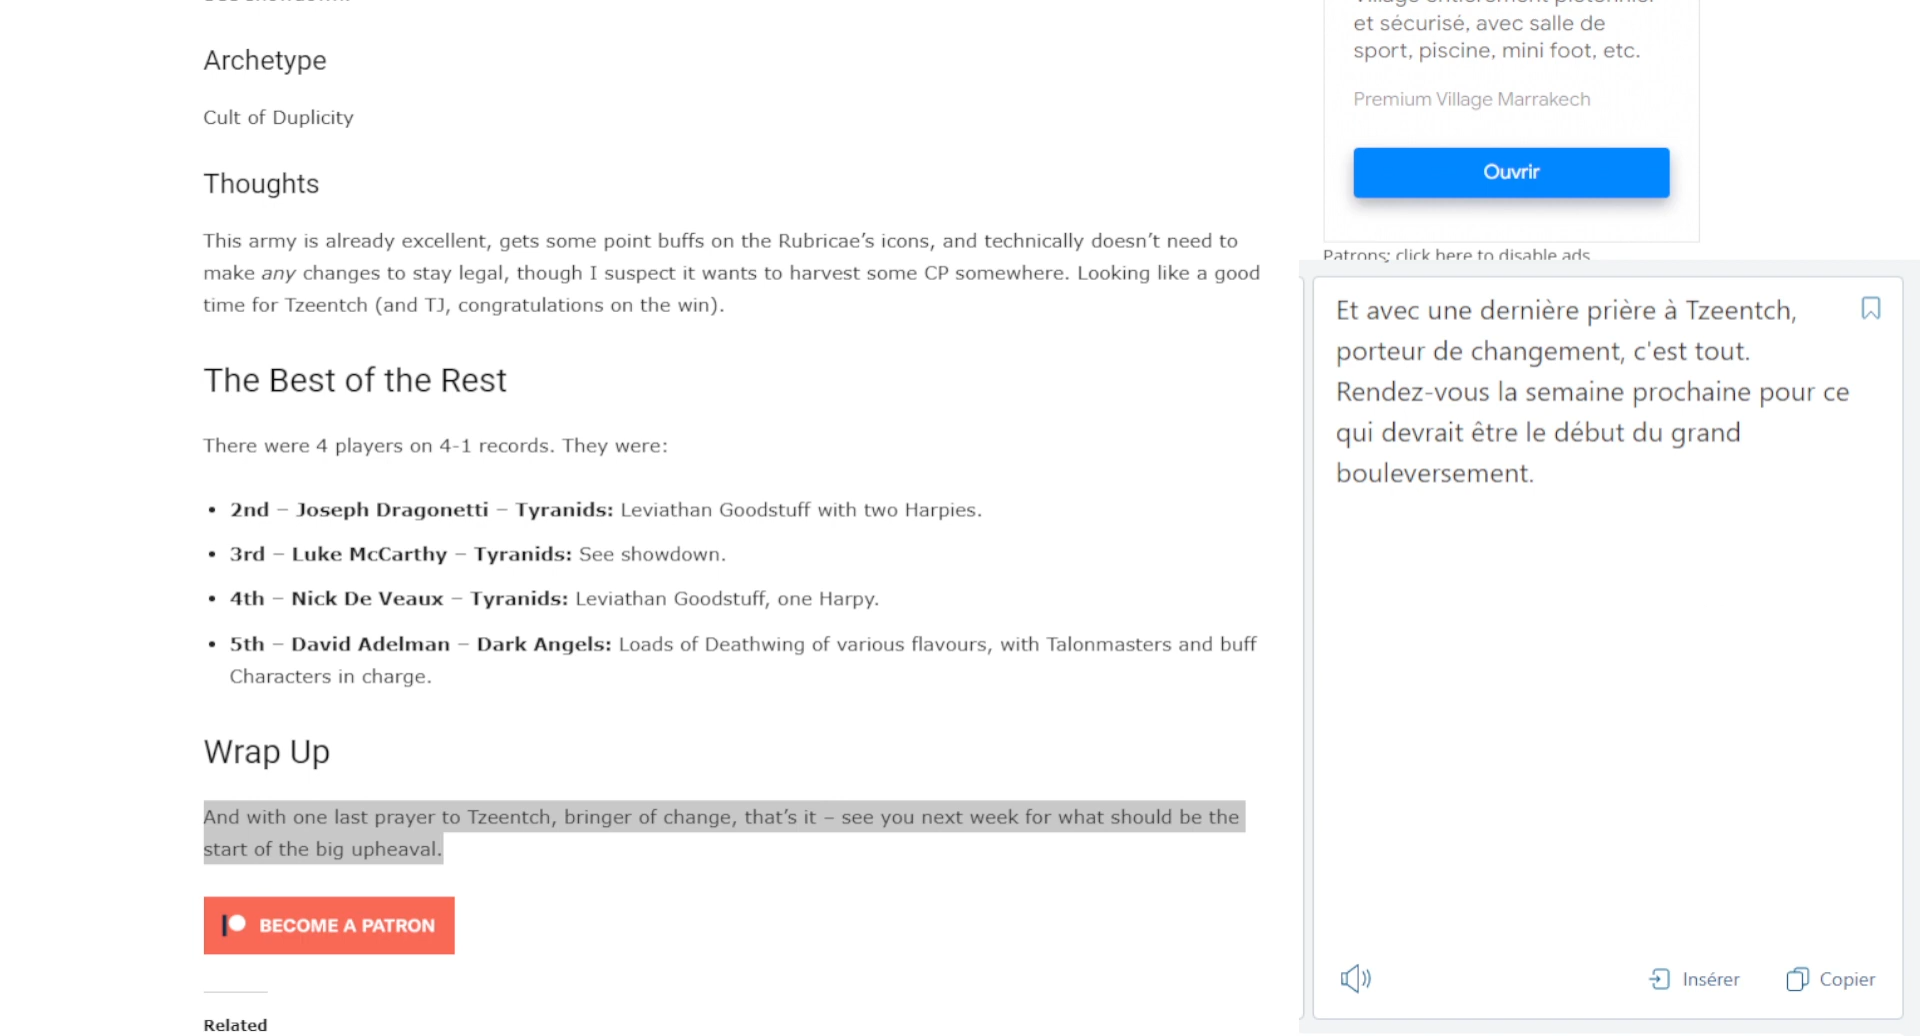 Archetype
Cult of Duplicity
Thoughts
This army is already excellent, gets some point buffs on the Rubricae’s icons, and technically doesn’t need to
make any changes to stay legal, though I suspect it wants to harvest some CP somewhere. Looking like a good
time for Tzeentch (and TJ, congratulations on the win).
The Best of the Rest
There were 4 players on 4-1 records. They were:
• 2nd – Joseph Dragonetti – Tyranids: Leviathan Goodstuff with two Harpies.
• 3rd – Luke McCarthy – Tyranids: See showdown.
• 4th – Nick De Veaux – Tyranids: Leviathan Goodstuff, one Harpy.
• 5th – David Adelman – Dark Angels: Loads of Deathwing of various flavours, with Talonmasters and buff
Characters in charge.
Wrap Up
And with one last prayer to Tzeentch, bringer of change, that’s it – see you next week for what should be the
start of the big upheaval.
BECOME A PATRON
Related
et sécurisé, avec salle de
sport, piscine, mini foot, etc.
Premium Village Marrakech
Ouvrir
Patrons: click here to disable ads
Et avec une dernière prière à Tzeentch,
porteur de changement, c'est tout.
Rendez-vous la semaine prochaine pour ce
qui devrait être le début du grand
bouleversement.
Insérer
Copier